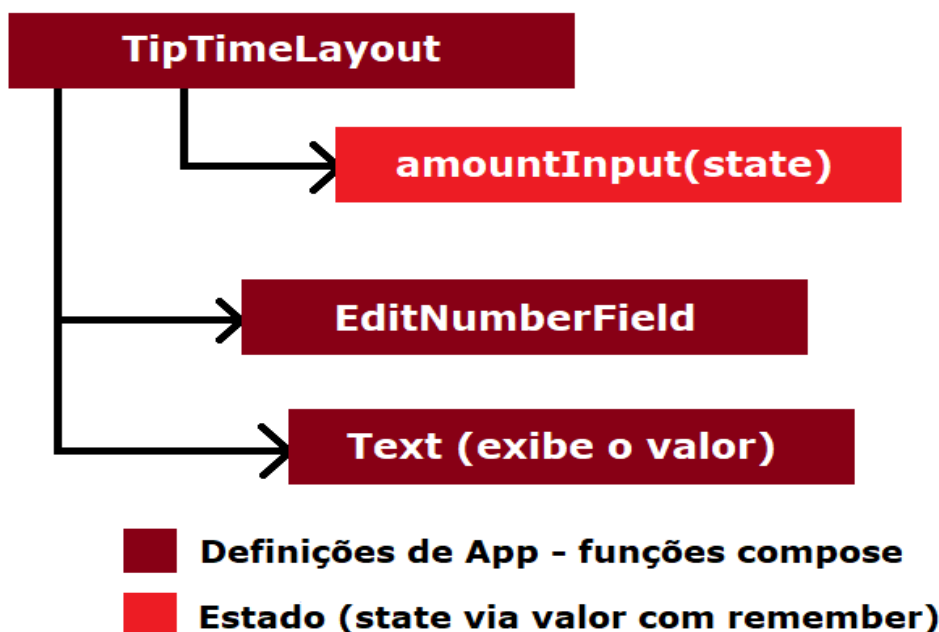 TipTimeLayout
amountInput(state)
EditNumberField
Text (exibe o valor)
Definições de App – funções compose
Estado (state via valor com remember)